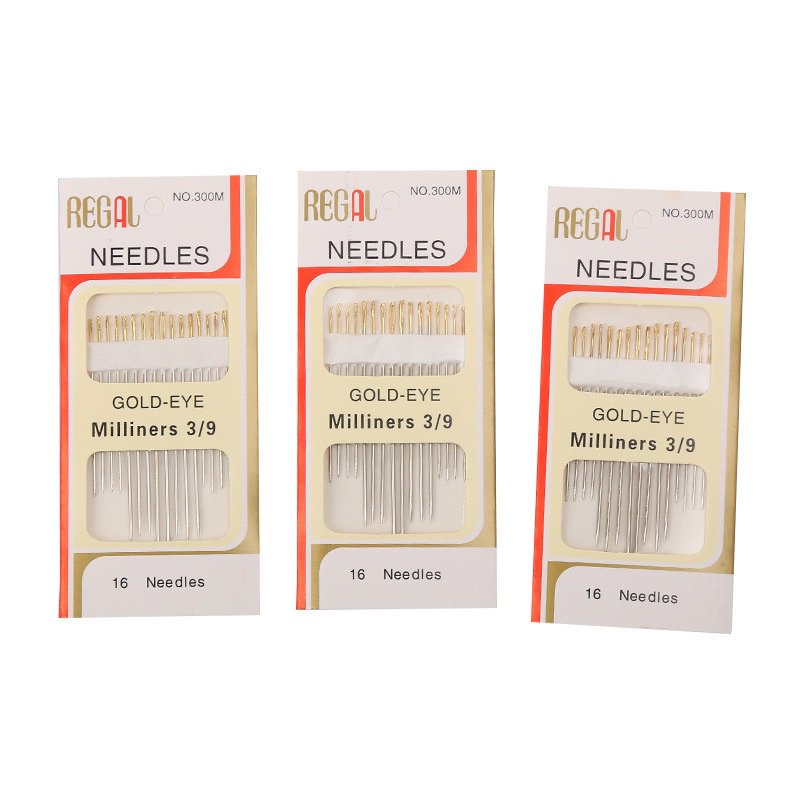 REGAL
NO.300M
NEEDLES
GOLD-EYE
Milliners 3/9
16 Needles
REGAL
NO.300M
NEEDLES
GOLD-EYE
Milliners 3/9
16 Needles
REGAL
NO.300M
NEEDLES
GOLD-EYE
Milliners 3/9
16 Needles